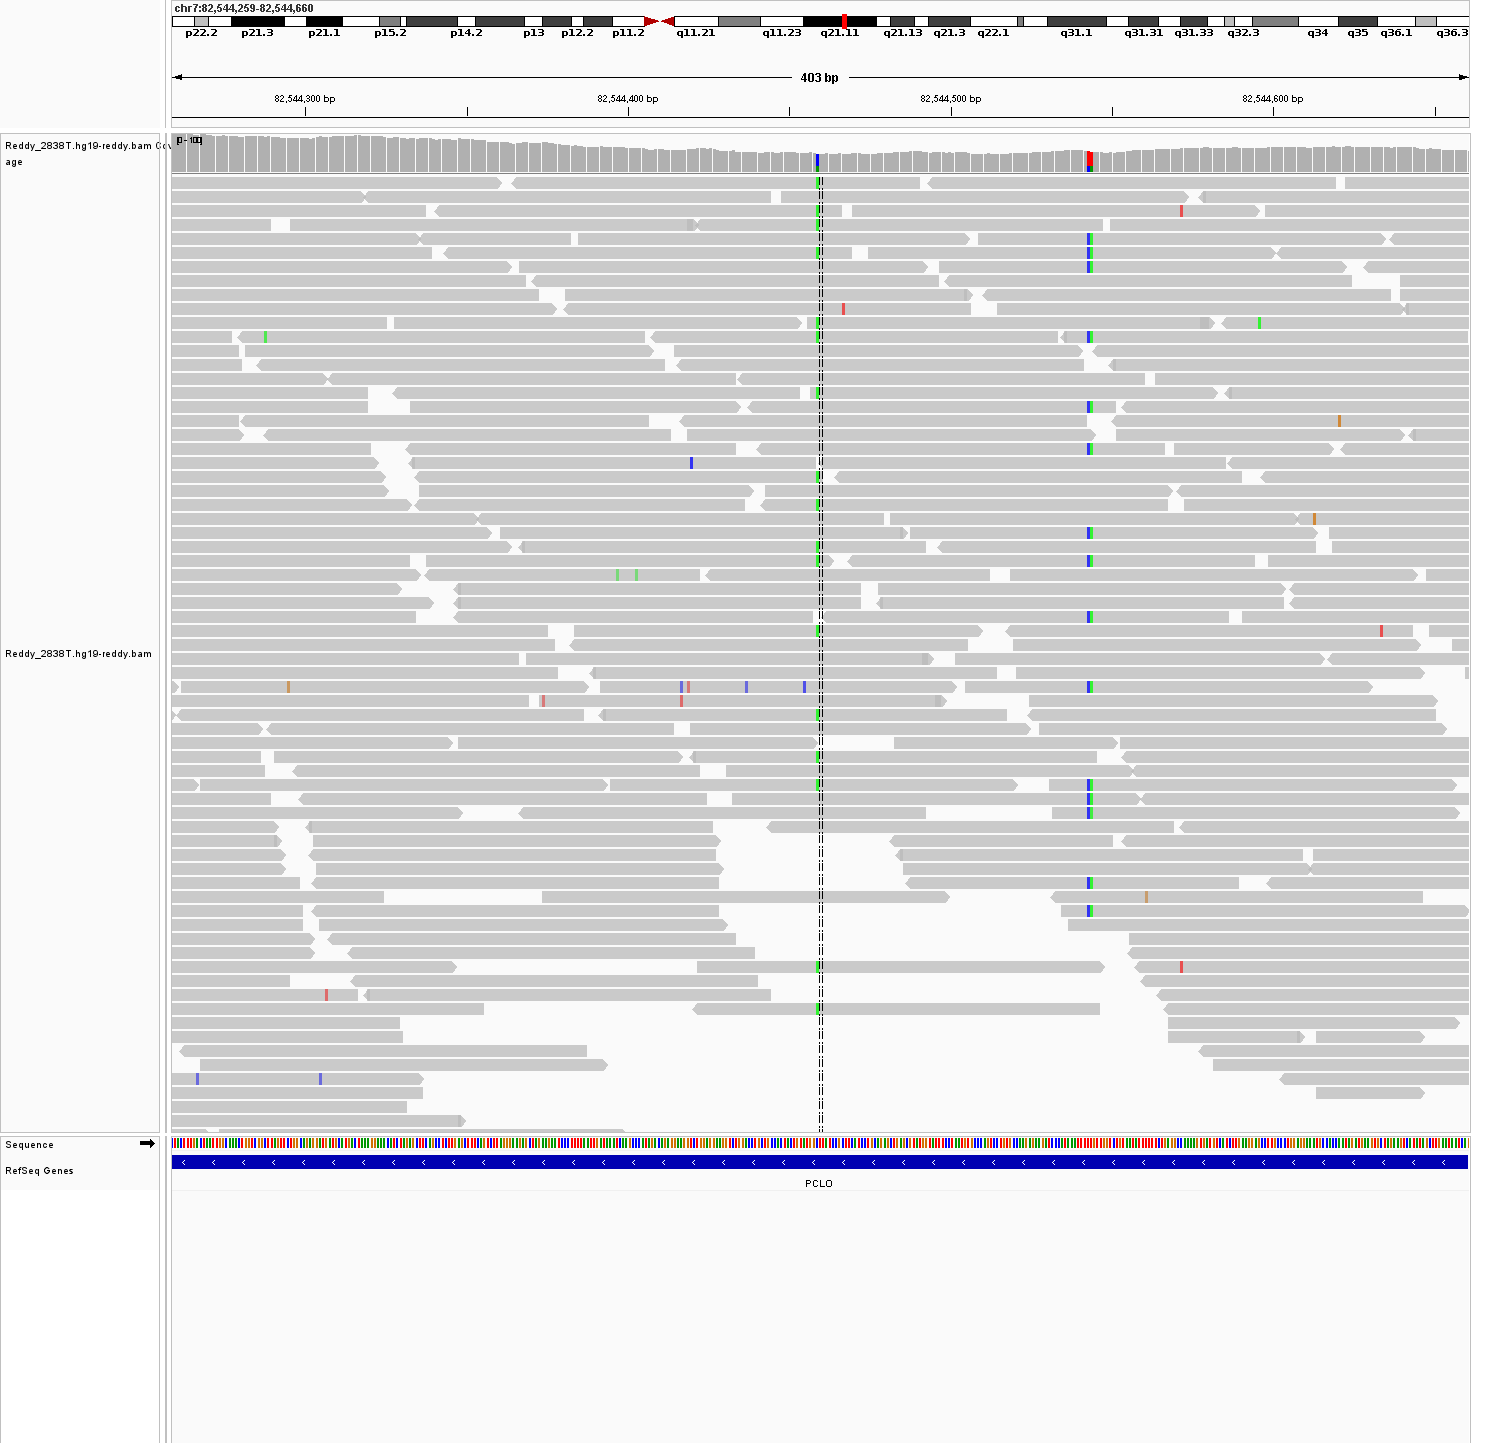 chr7:82,544,259-82,544,660
p22.2 p21.3 p21.1 p15.2 p14.2 p13 p12.2 p11.2 q11.21 q11.23 q21.11 q21.13 q21.3 q22.1 q31.1 q31.31 q31.33 q32.3 q34 q35 q36.1 q36.3
403 bp
82,544,300 bp 82,544,400 bp 82,544,500 bp 82,544,600 bp
Reddy_2838T.hg19-reddy.bam Cov
age
Reddy_2838T.hg19-reddy.bam
Sequence
RefSeq Genes
PCLO